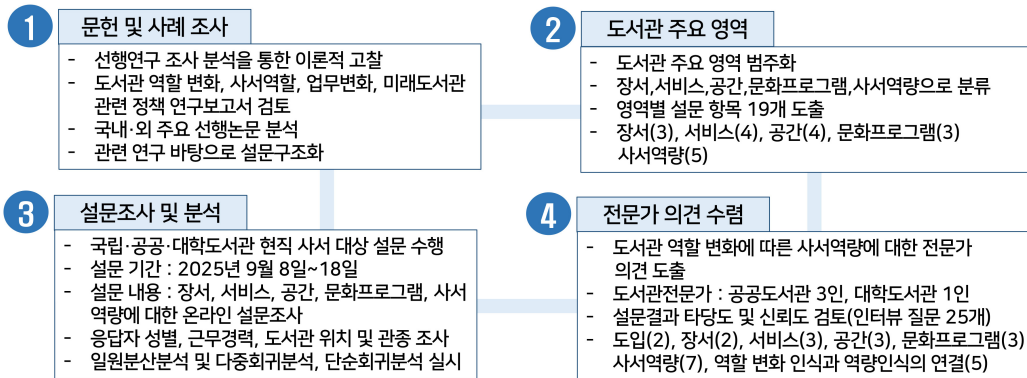 1
문헌 및 사례 조사
- 선행연구 조사 분석을 통한 이론적 고찰
- 도서관 역할 변화, 사서역할, 업무변화, 미래도서관
관련 정책 연구보고서 검토
- 국내·외 주요 선행논문 분석
- 관련 연구 바탕으로 설문구조화
2
도서관 주요 영역
- 도서관 주요 영역 범주화
- 장서,서비스,공간,문화프로그램,사서역량으로 분류
- 영역별 설문 항목 19개 도출
- 장서(3), 서비스(4), 공간(4), 문화프로그램(3)
사서역량(5)
3
설문조사 및 분석
- 국립·공공·대학도서관 현직 사서 대상 설문 수행
- 설문 기간 : 2025년 9월 8일~18일
- 설문 내용 : 장서, 서비스, 공간, 문화프로그램, 사서
역량에 대한 온라인 설문조사
- 응답자 성별, 근무경력, 도서관 위치 및 관종 조사
- 일원분산분석 및 다중회귀분석, 단순회귀분석 실시
4
전문가 의견 수렴
- 도서관 역할 변화에 따른 사서역량에 대한 전문가
의견 도출
- 도서관전문가 : 공공도서관 3인, 대학도서관 1인
- 설문결과 타당도 및 신뢰도 검토(인터뷰 질문 25개)
- 도입(2), 장서(2), 서비스(3), 공간(3), 문화프로그램(3)
사서역량(7), 역할 변화 인식과 역량인식의 연결(5)